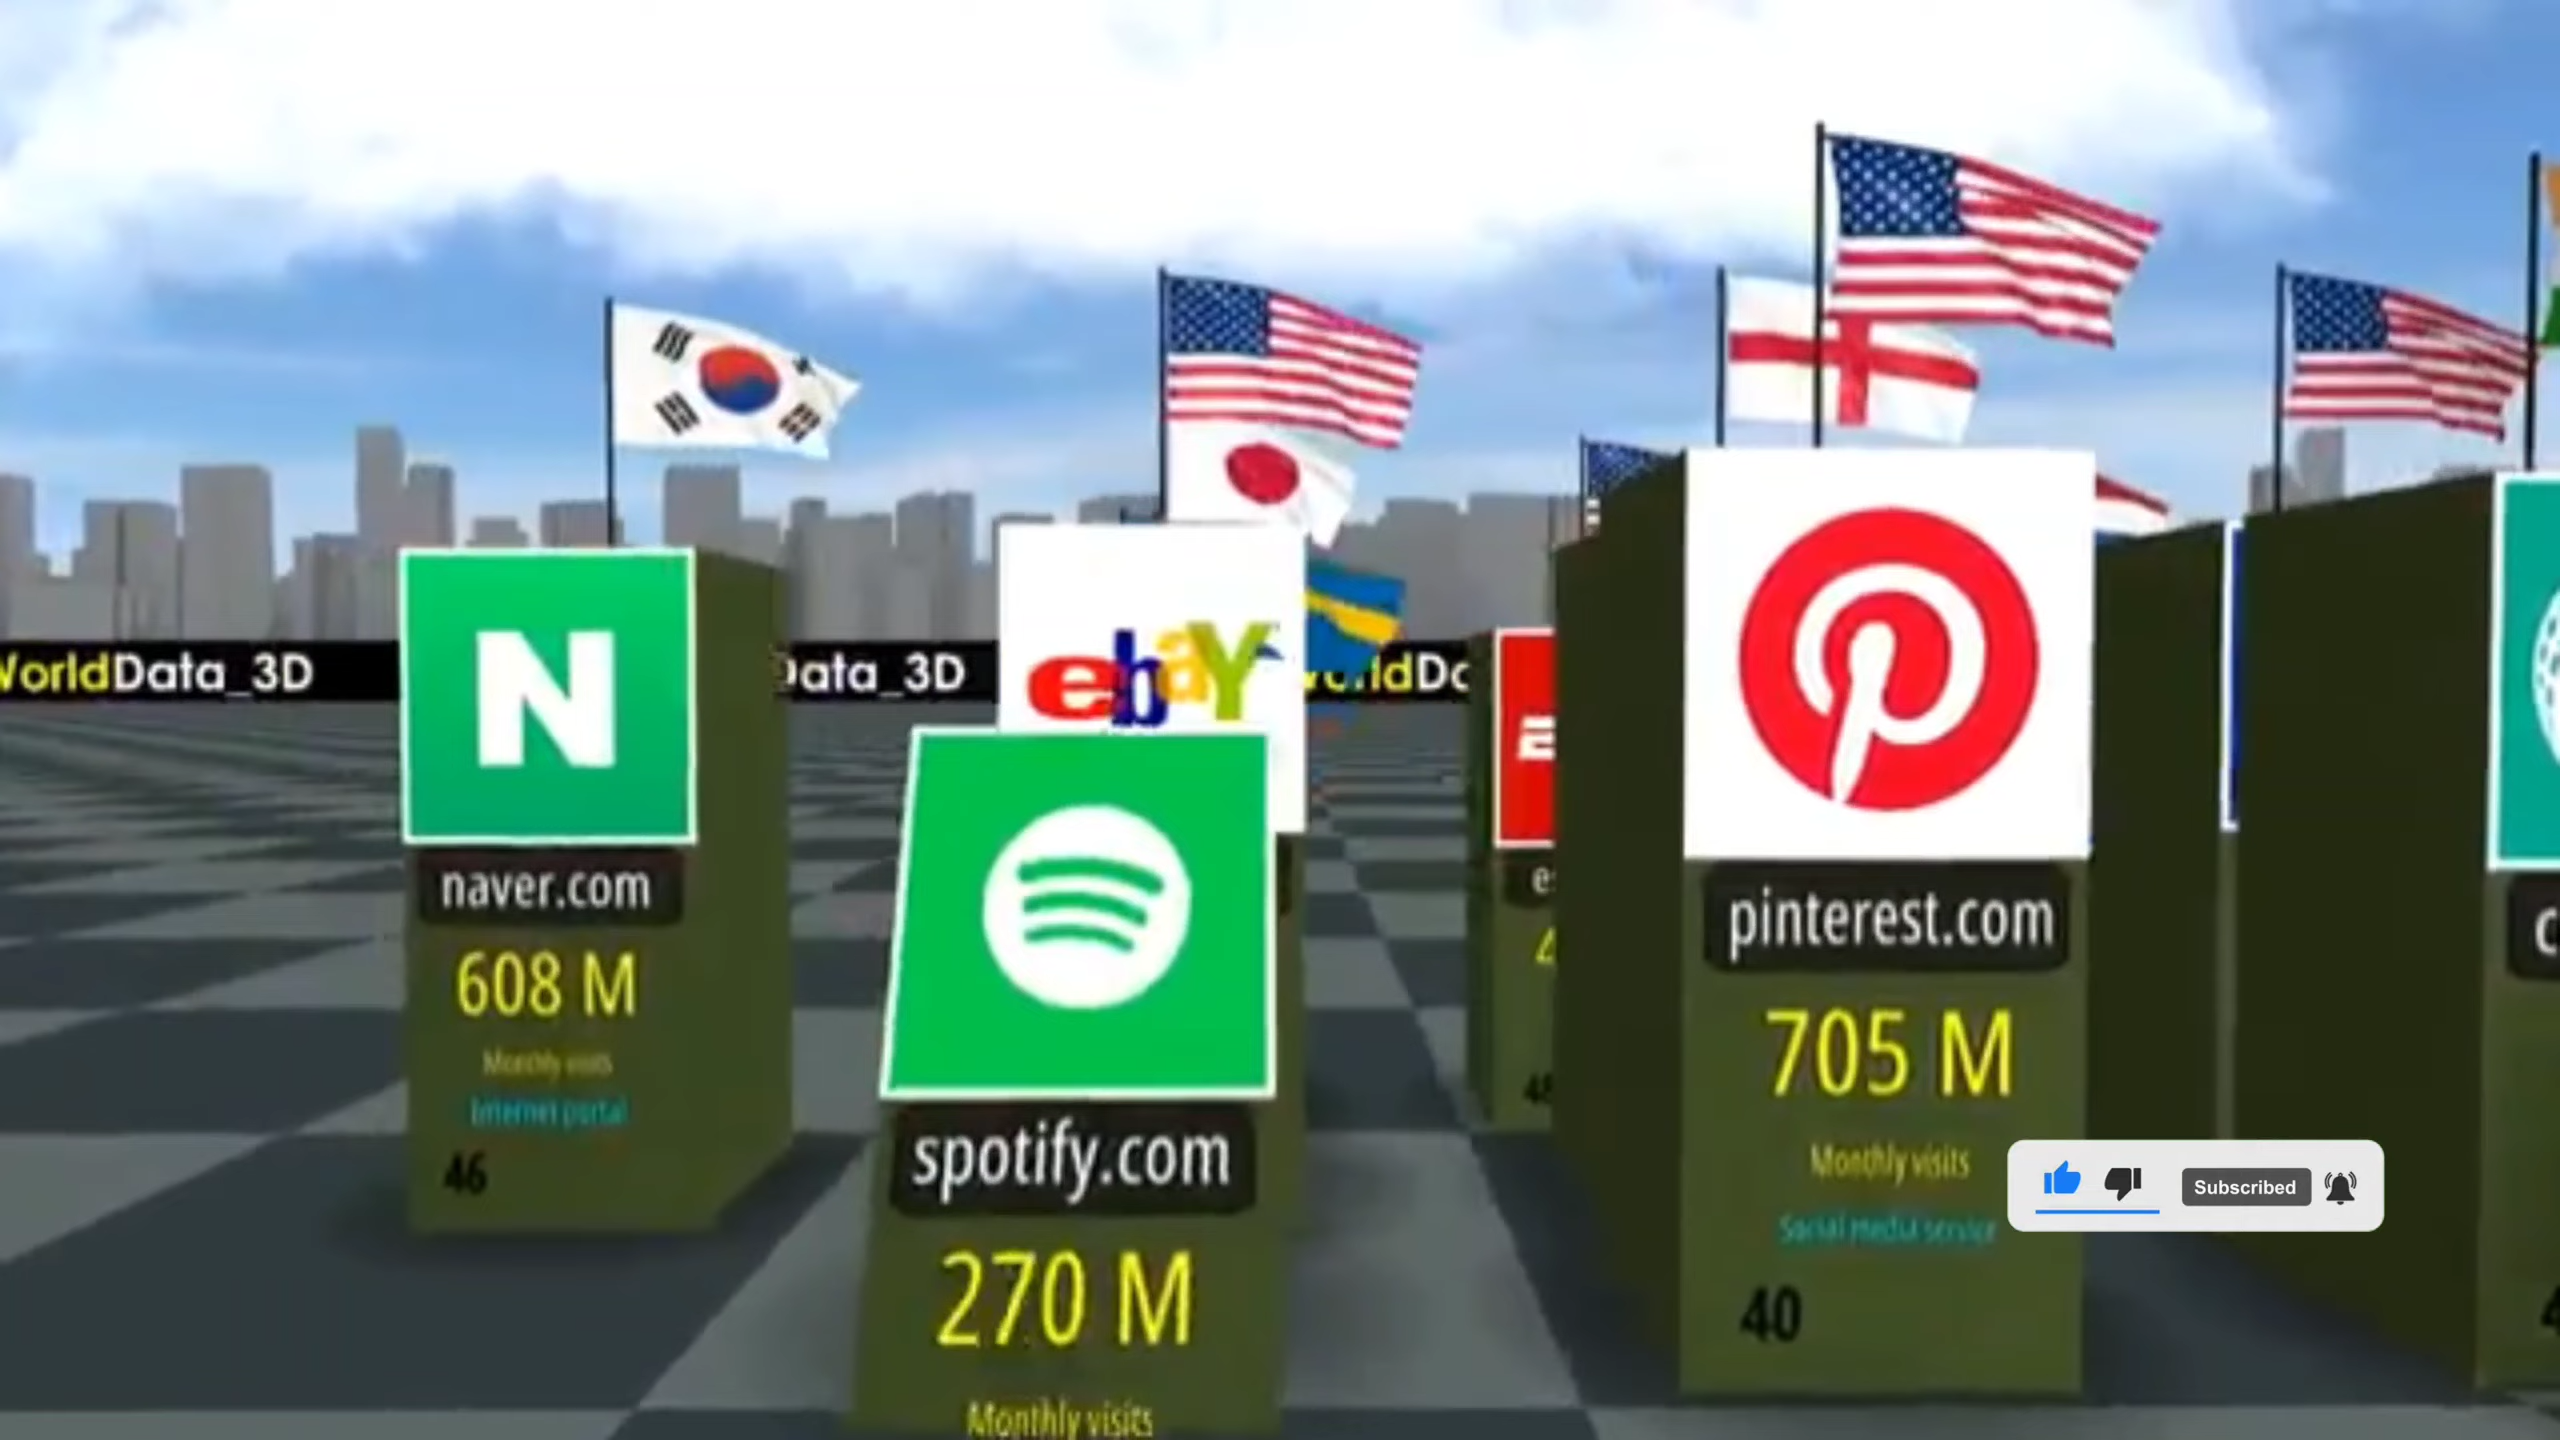 WorldData_3D
Data_3D
N
naver.com
608 M
Monthly visits
Internet portal
46
ebaY
spotify.com
270 M
Monthly visits
pinterest.com
705 M
Monthly visits
Social media service
40
Subscribed